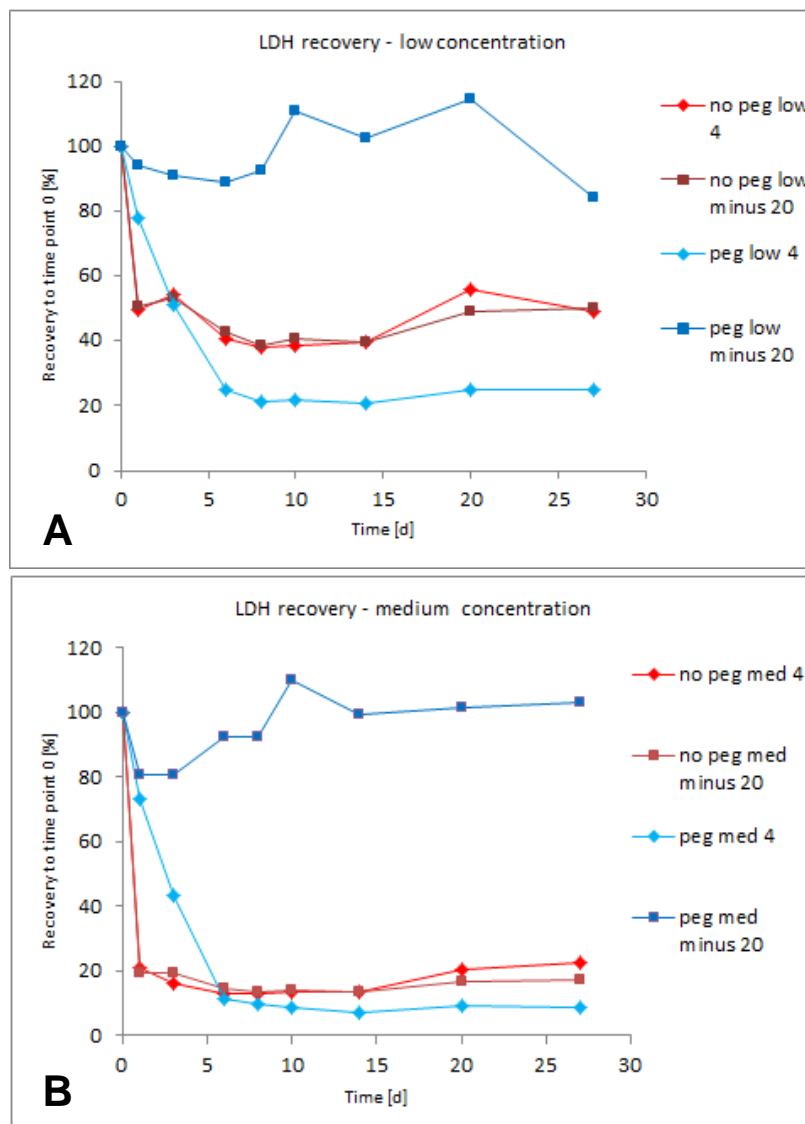 LDH recovery - low concentration
120
100
80
60
40
20
0
Recovery to time point 0 [%]
0 5 10 15 20 25 30
Time [d]
no peg low
4
no peg low
minus 20
peg low 4
peg low
minus 20
A
LDH recovery - medium concentration
120
100
80
60
40
20
0
Recovery to time point 0 [%]
0 5 10 15 20 25 30
Time [d]
no peg med 4
no peg med
minus 20
peg med 4
peg med
minus 20
B